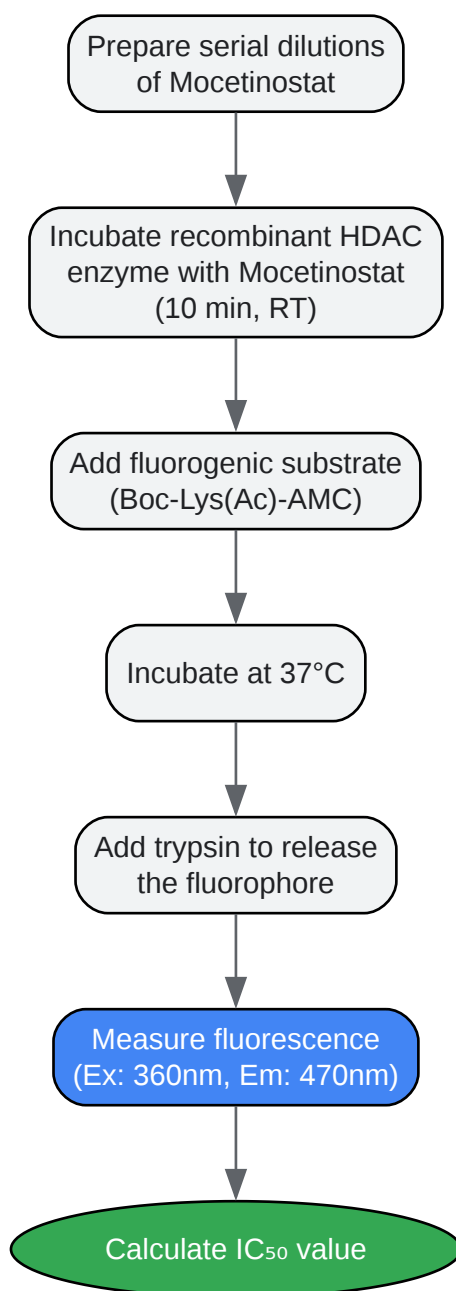 Prepare serial dilutions
of Mocetinostat
Incubate recombinant HDAC
enzyme with Mocetinostat
(10 min, RT)
Add fluorogenic substrate
(Boc-Lys(Ac)-AMC)
Incubate at 37°C
Add trypsin to release
the fluorophore
Measure fluorescence
(Ex: 360nm, Em: 470nm)
Calculate IC₅₀ value